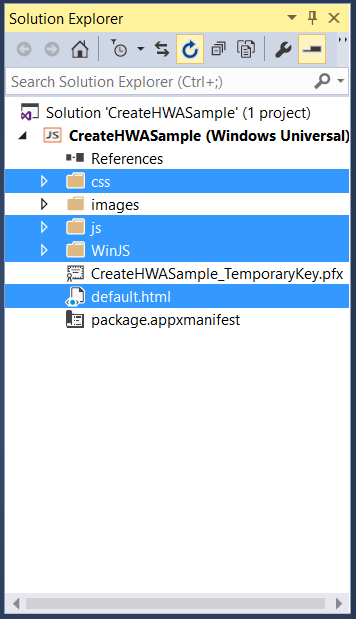 Solution Explorer
Search Solution Explorer (Ctrl+;)
Solution 'CreateHWASample' (1 project)
JS CreateHWASample (Windows Universal)
References
css
images
js
WinJS
CreateHWASample_TemporaryKey.pfx
default.html
package.appxmanifest